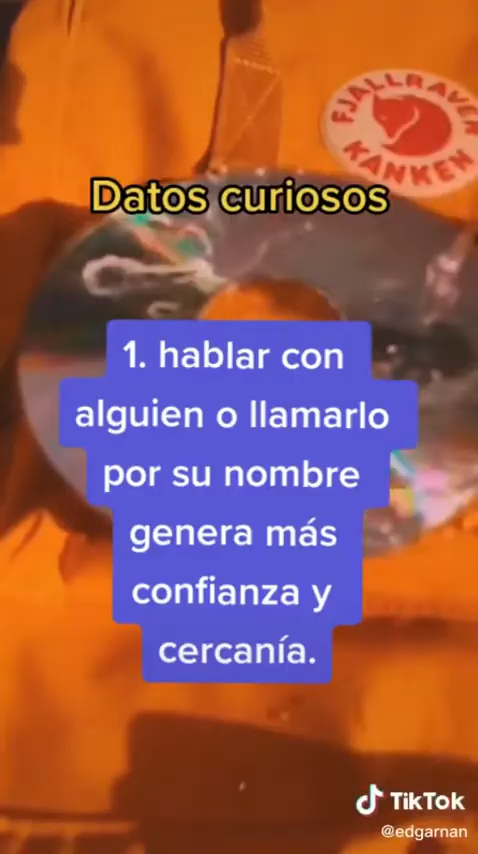 FJALLRAVEN
KANKEN
Datos curiosos
1. hablar con
alguien o llamarlo
por su nombre
genera más
confianza y
cercanía.
TikTok
@edgarnan